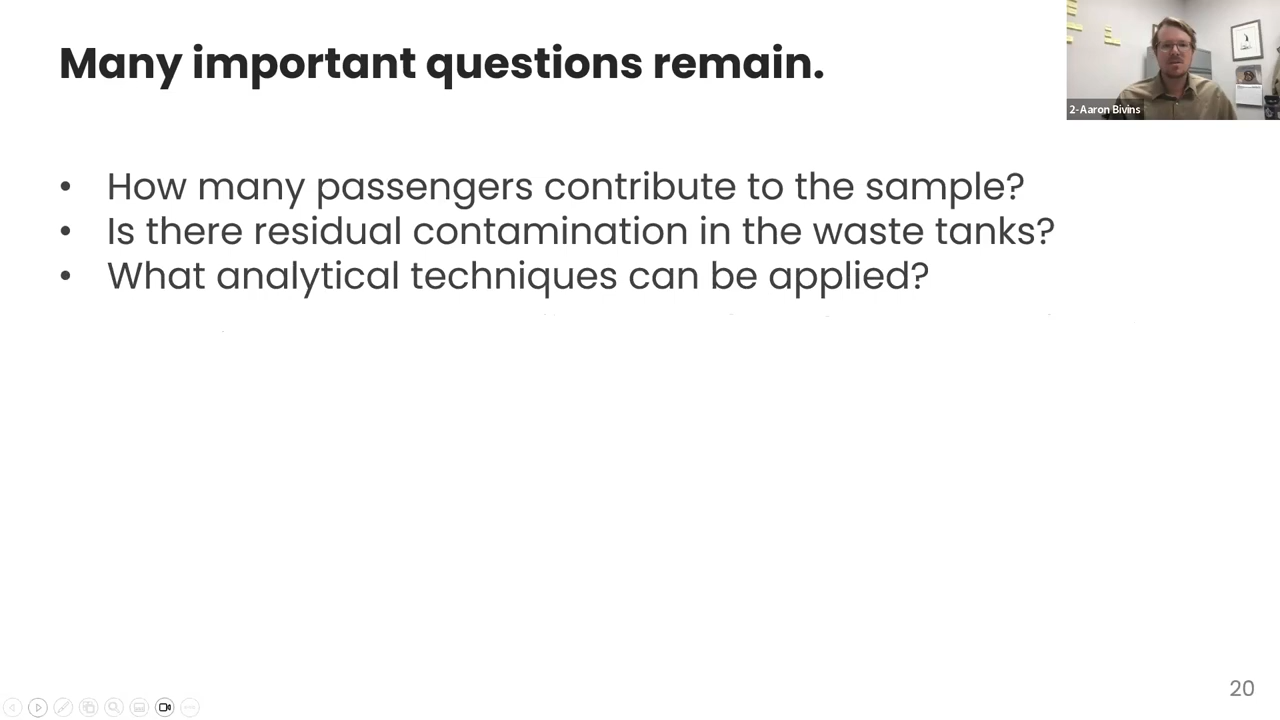 Many important questions remain.
2-Aaron Bivins
• How many passengers contribute to the sample?
• Is there residual contamination in the waste tanks?
• What analytical techniques can be applied?
20